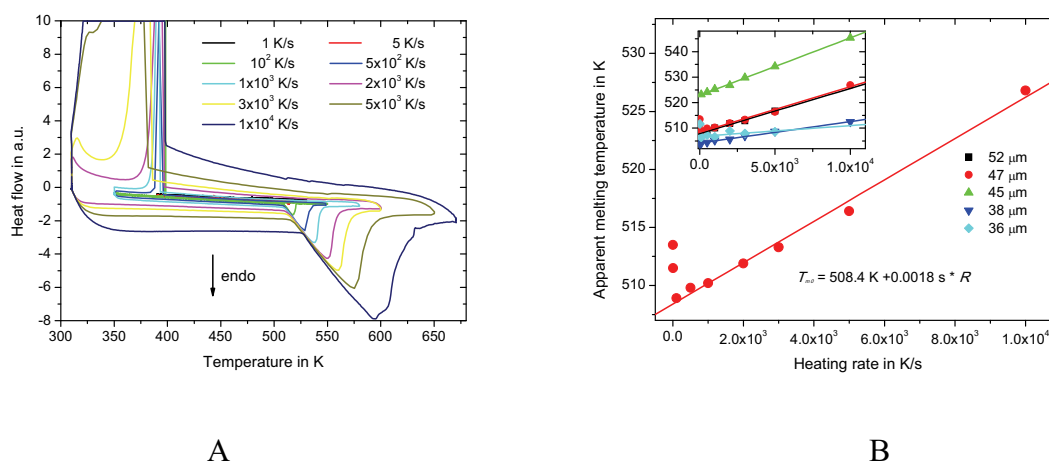 10
8
6
4
2
0
-2
-4
-6
-8
Heat flow in a.u.
1 K/s
5 K/s
10² K/s
5x10² K/s
1x10³ K/s
2x10³ K/s
3x10³ K/s
5x10³ K/s
1x10⁴ K/s
endo
300 350 400 450 500 550 600 650
Temperature in K
A
530
525
520
515
510
Apparent melting temperature in K
540
530
520
510
0 5.0x10³ 1.0x10⁴
52 µm
47 µm
45 µm
38 µm
36 µm
Tm0 = 508.4 K +0.0018 s * R
0 2.0x10³ 4.0x10³ 6.0x10³ 8.0x10³ 1.0x10⁴
Heating rate in K/s
B